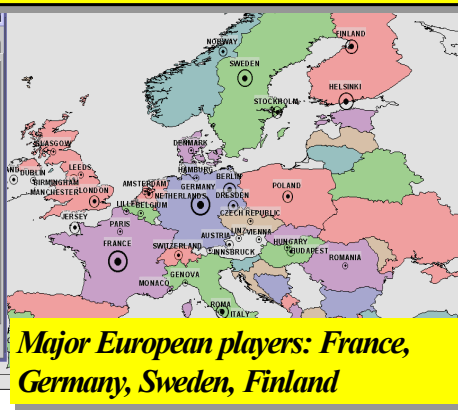 NORWAY
FINLAND
SWEDEN
HELSINKI
STOCKHOLM
DENMARK
GLASGOW
DUBLIN
LEEDS
HAMBURG
BERLIN
BIRMINGHAM
AMSTERDAM
GERMANY
POLAND
MANCHESTER
LONDON
NETHERLANDS
DRESDEN
LILLE
BELGIUM
CZECH REPUBLIC
JERSEY
PARIS
LINZ
VIENNA
AUSTRIA
FRANCE
SWITZERLAND
INNSBRUCK
HUNGARY
BUDAPEST
ROMANIA
GENOVA
MONACO
ROMA
ITALY
Major European players: France,
Germany, Sweden, Finland